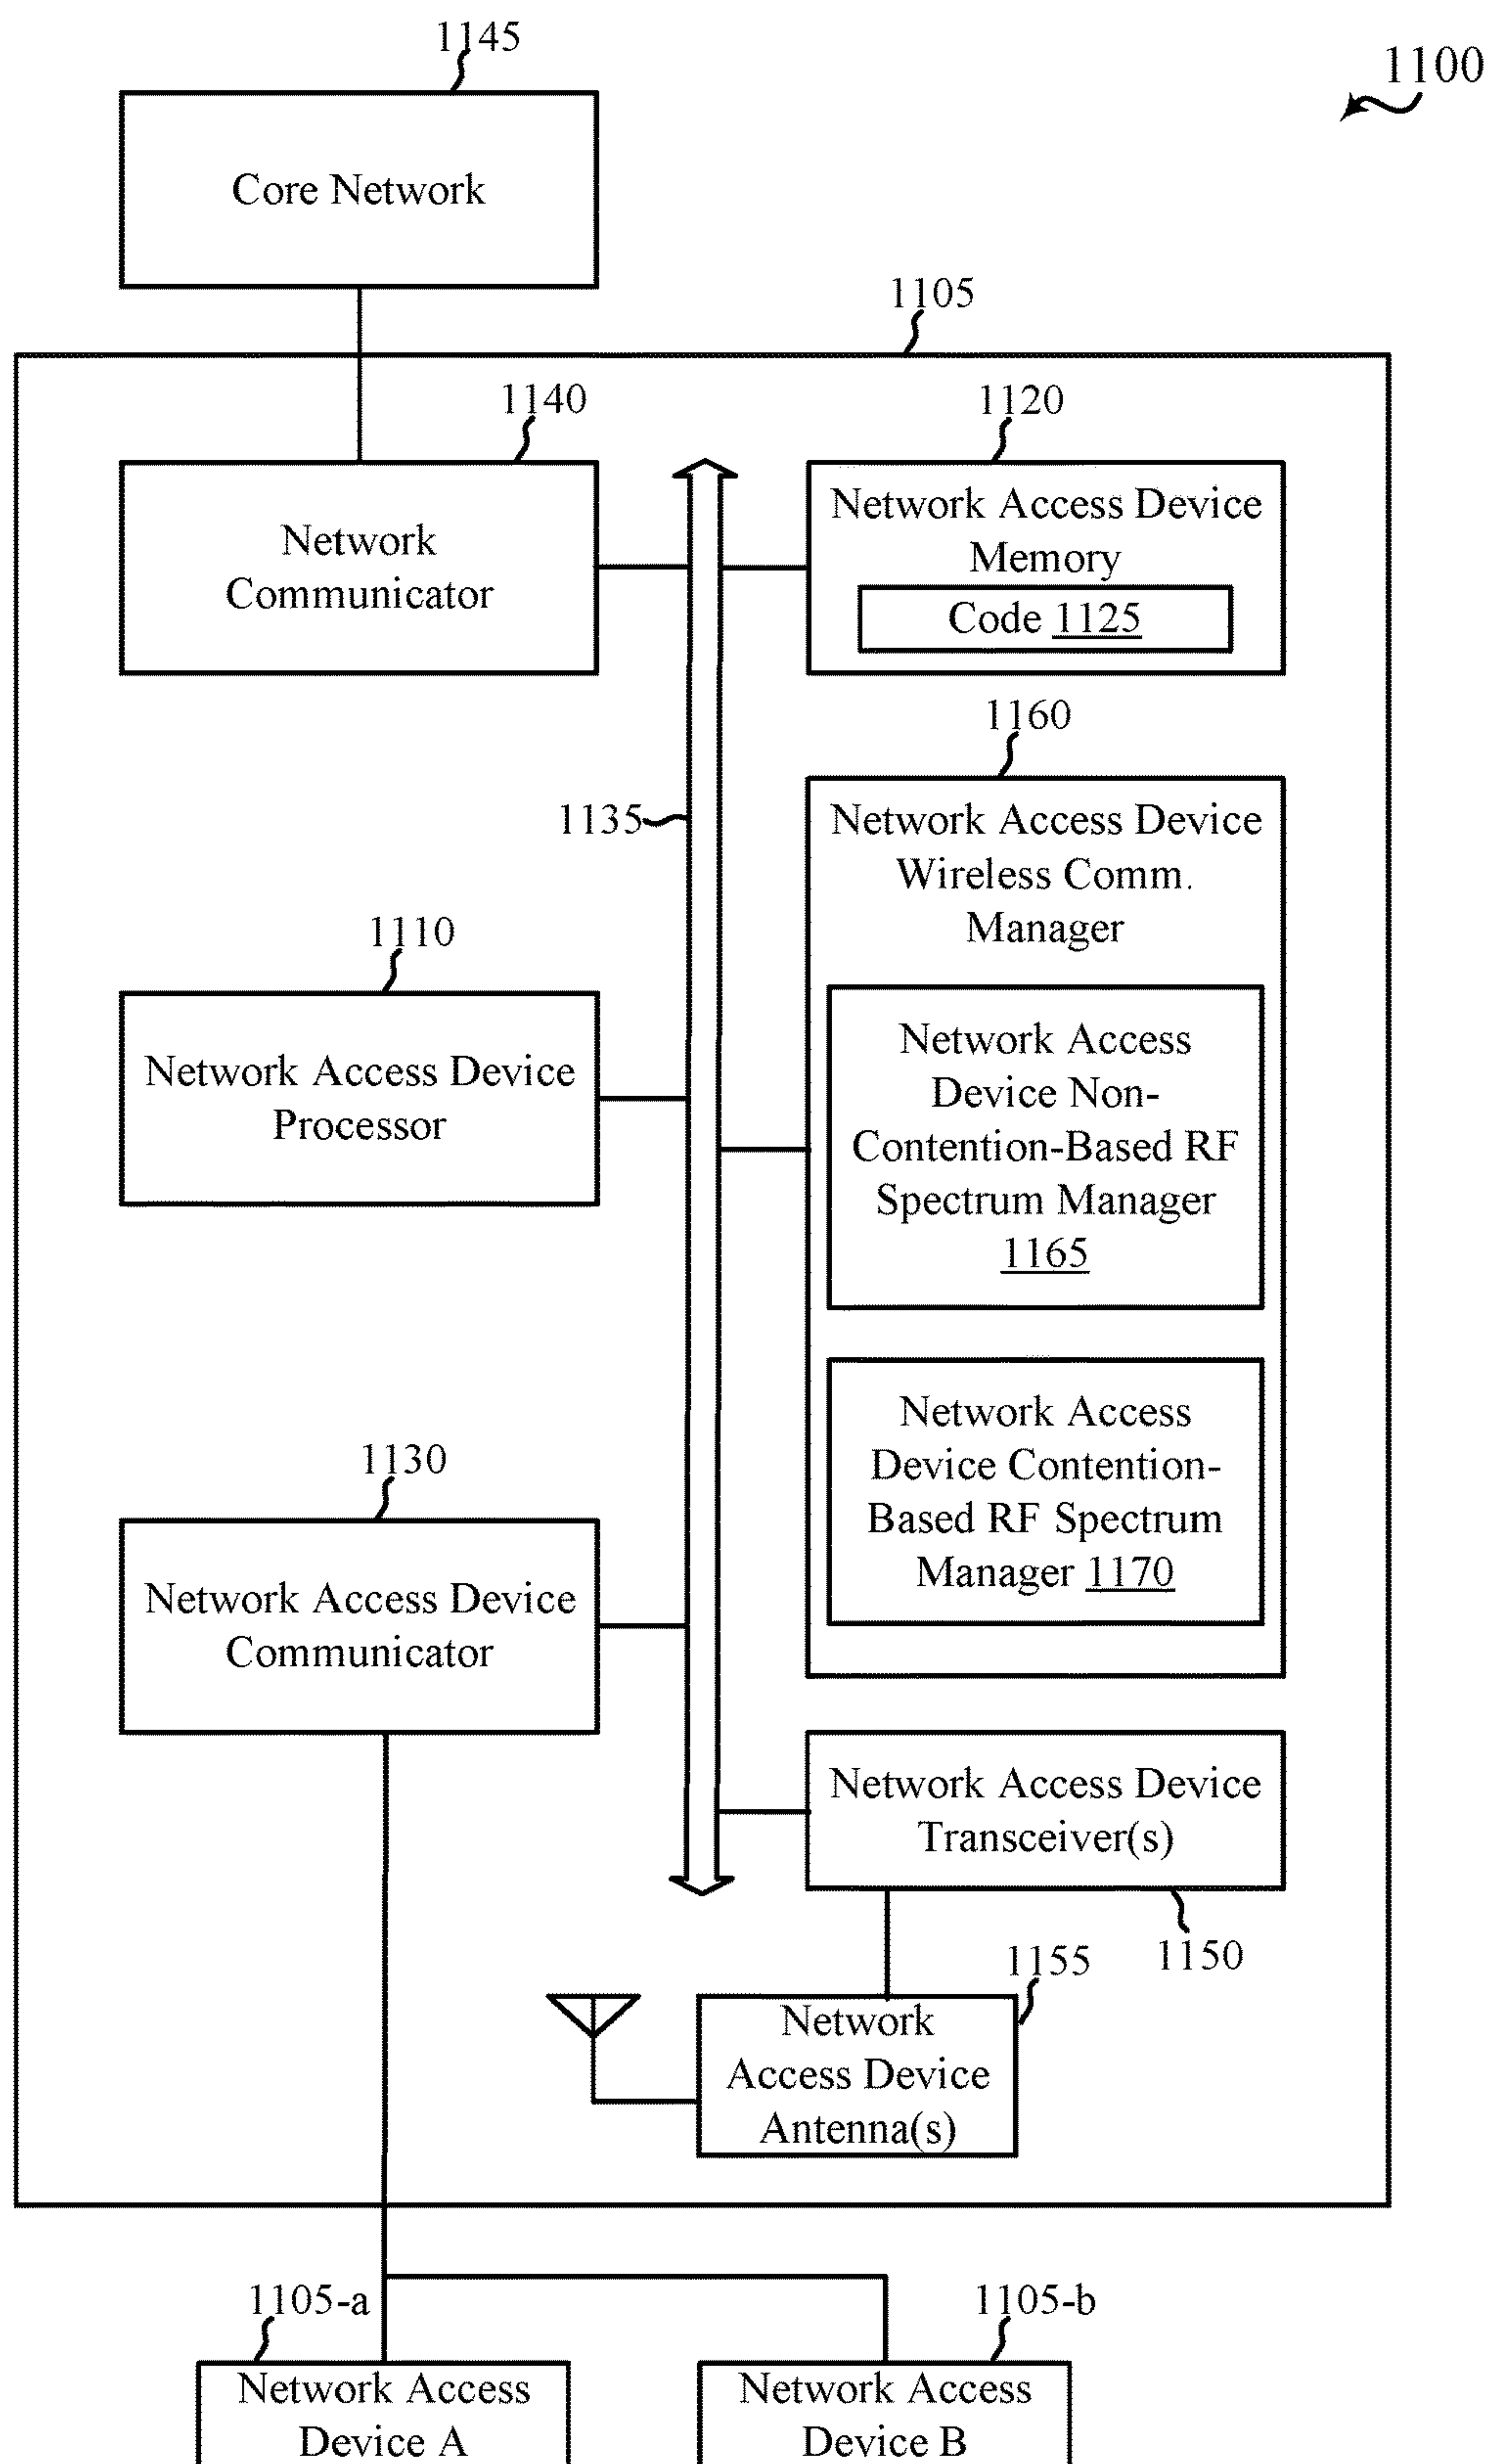 1145
1100
Core Network
1105
1140
1120
Network
Communicator
Network Access Device
Memory
Code 1125
1160
1135
Network Access Device
Wireless Comm.
Manager
1110
Network Access Device
Processor
Network Access
Device Non-
Contention-Based RF
Spectrum Manager
1165
Network Access
Device Contention-
Based RF Spectrum
Manager 1170
1130
Network Access Device
Communicator
Network Access Device
Transceiver(s)
1150
1155
Network
Access Device
Antenna(s)
1105-a
1105-b
Network Access
Device A
Network Access
Device B